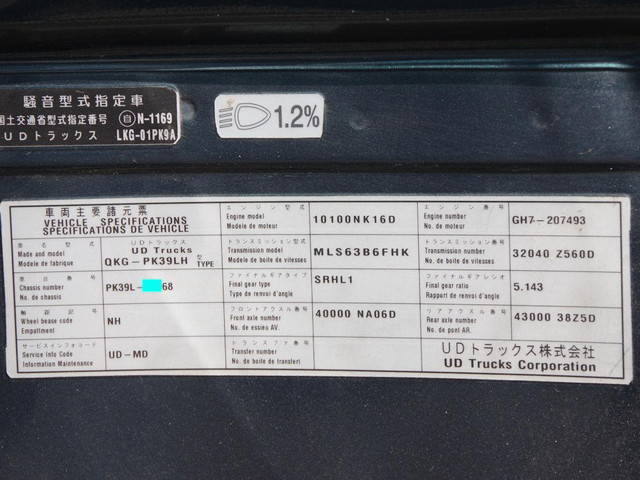 騒音型式指定車
国土交通省型式指定番号 自 N-1169
UDトラックス LKG-01PK9A
1.2%
車両主要諸元票
VEHICLE SPECIFICATIONS
SPECIFICATIONS DE VEHICLE
エンジン型式
Engine model
No de moteur
10100NK16D
エンジン番号
Engine number
No. de moteur
GH7-207493
車名型式
Made and model
Modele de fabrique
UDトラックス
UD Trucks
QKG-PK39LH 型 TYPE
トランスミッション型式
Transmission model
Modele de boite de vitesses
MLS63B6FHK
トランスミッション番号
Transmission number
No de boite de vitesses
32040 Z560D
車台番号
Chassis number
No. de chassis
PK39L- 68
ファイナルギアタイプ
Final gear type
Type de renvoi d'angle
SRHL1
ファイナルギアレシオ
Final gear ratio
Rapport de renvoi d'angle
5.143
軸距記号
Wheel base code
Empattment
NH
フロントアクスル番号
Front axle number
No. de essieu AV.
40000 NA06D
リアアクスル番号
Rear axle number
No. de pont AR.
43000 38Z5D
サービスインフォコード
Service Info Code
Information Maintenance
UD-MD
トランスファ番号
Transfer number
No. de boite de transferi
UDトラックス株式会社
UD Trucks Corporation